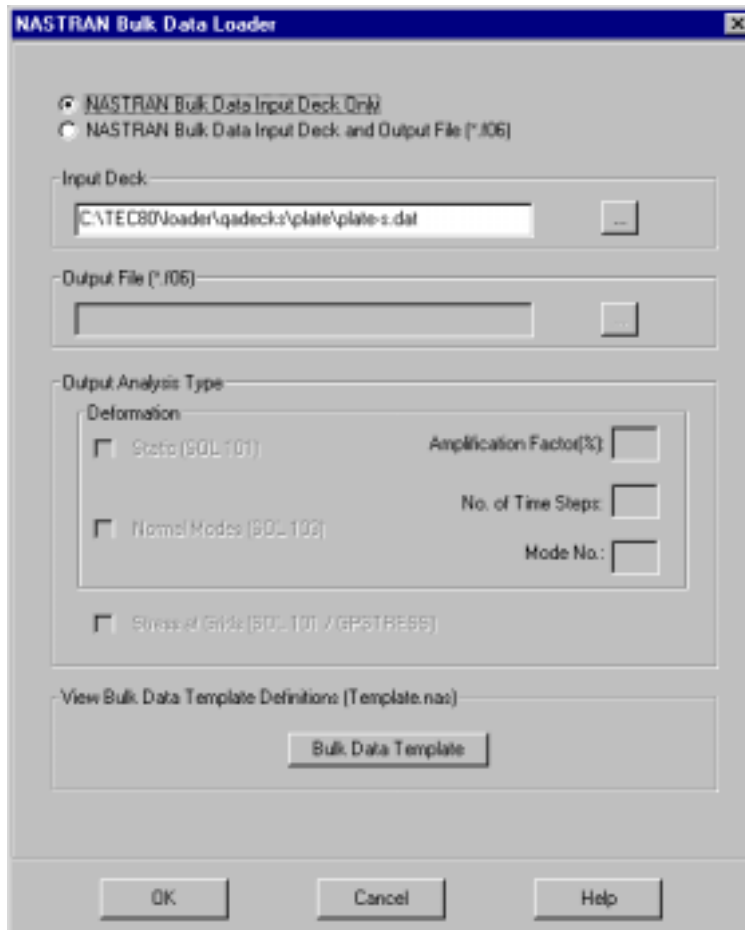 NASTRAN Bulk Data Loader
NASTRAN Bulk Data Input Deck Only
NASTRAN Bulk Data Input Deck and Output File (*.f06)
Input Deck
C:\TEC80\loader\qadecks\plate\plate-s.dat
...
Output File (*.f06)
...
Output Analysis Type
Deformation
Static (SOL 101)
Amplification Factor(%):
No. of Time Steps:
Normal Modes (SOL 103)
Mode No.:
Stress at Grids (SOL 101 / GPSTRESS)
View Bulk Data Template Definitions (Template.nas)
Bulk Data Template
OK
Cancel
Help